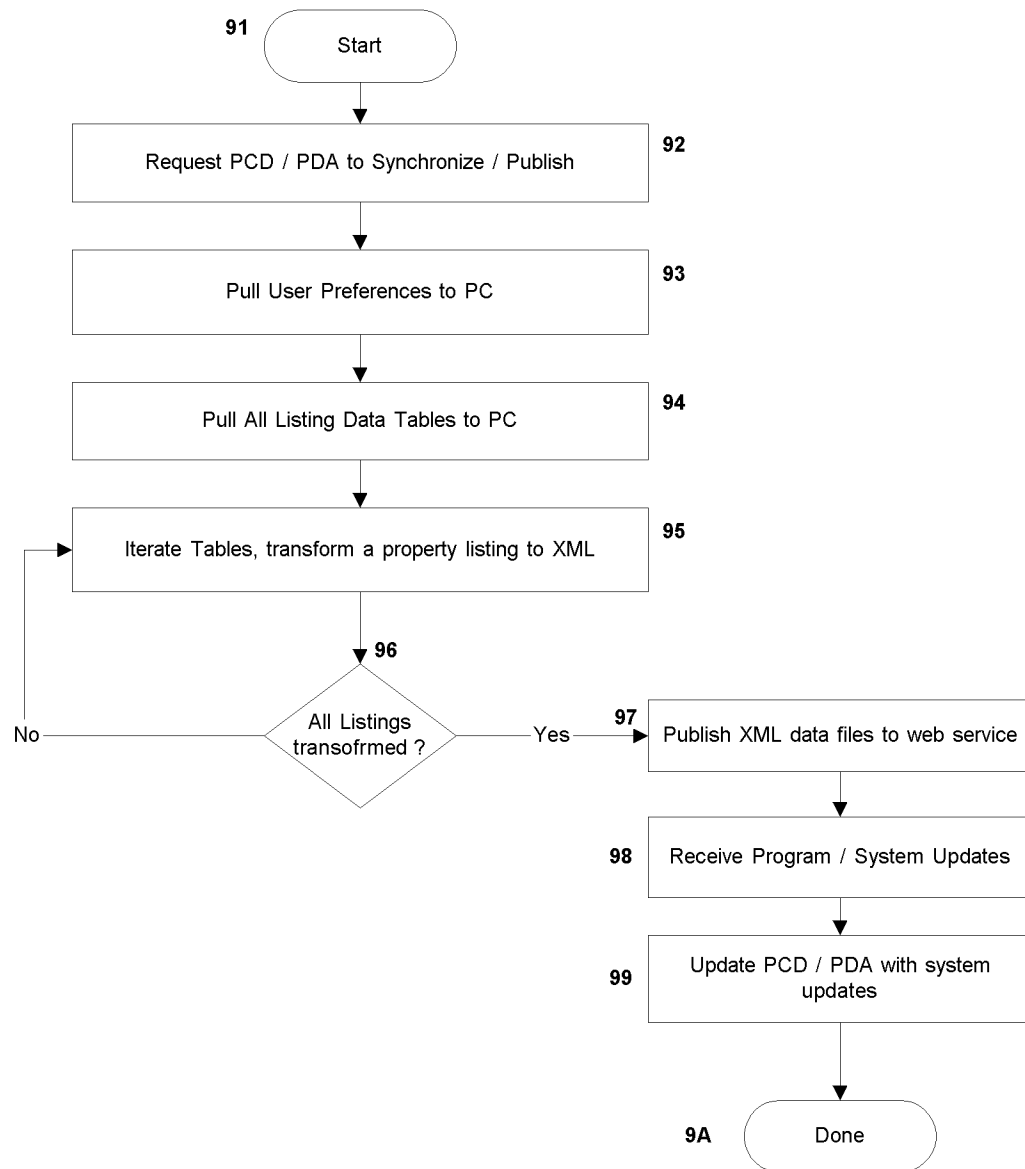 91
Start
92
Request PCD / PDA to Synchronize / Publish
93
Pull User Preferences to PC
94
Pull All Listing Data Tables to PC
95
Iterate Tables, transform a property listing to XML
96
All Listings
transofrmed ?
No
Yes
97
Publish XML data files to web service
98
Receive Program / System Updates
99
Update PCD / PDA with system
updates
9A
Done